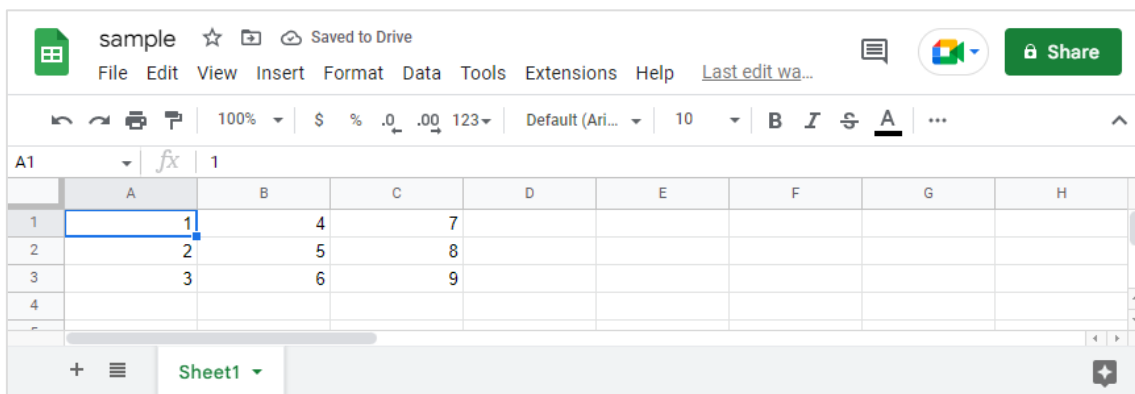 sample Saved to Drive
File Edit View Insert Format Data Tools Extensions Help Last edit wa...
Share
100% $ % .0 .00 123 Default (Ari... 10 B I S A ...
A1 fx 1
A B C D E F G H
1 1 4 7
2 2 5 8
3 3 6 9
4
Sheet1